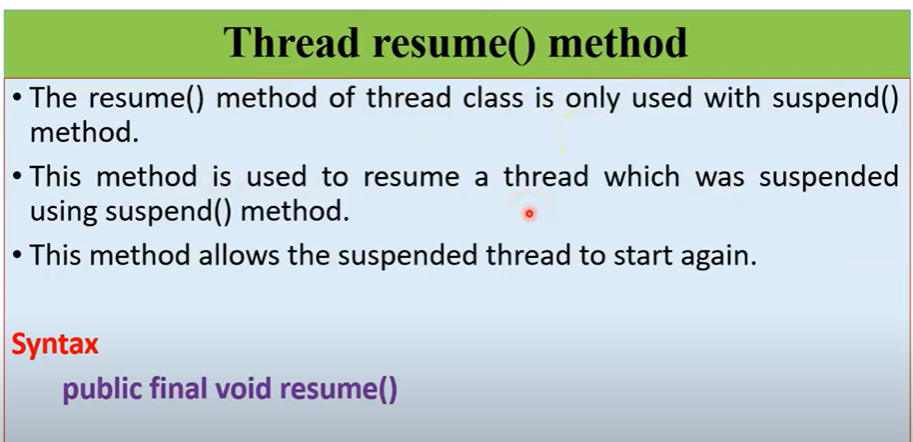 Thread resume() method
• The resume() method of thread class is only used with suspend()
method.
• This method is used to resume a thread which was suspended
using suspend() method.
• This method allows the suspended thread to start again.
Syntax
public final void resume()